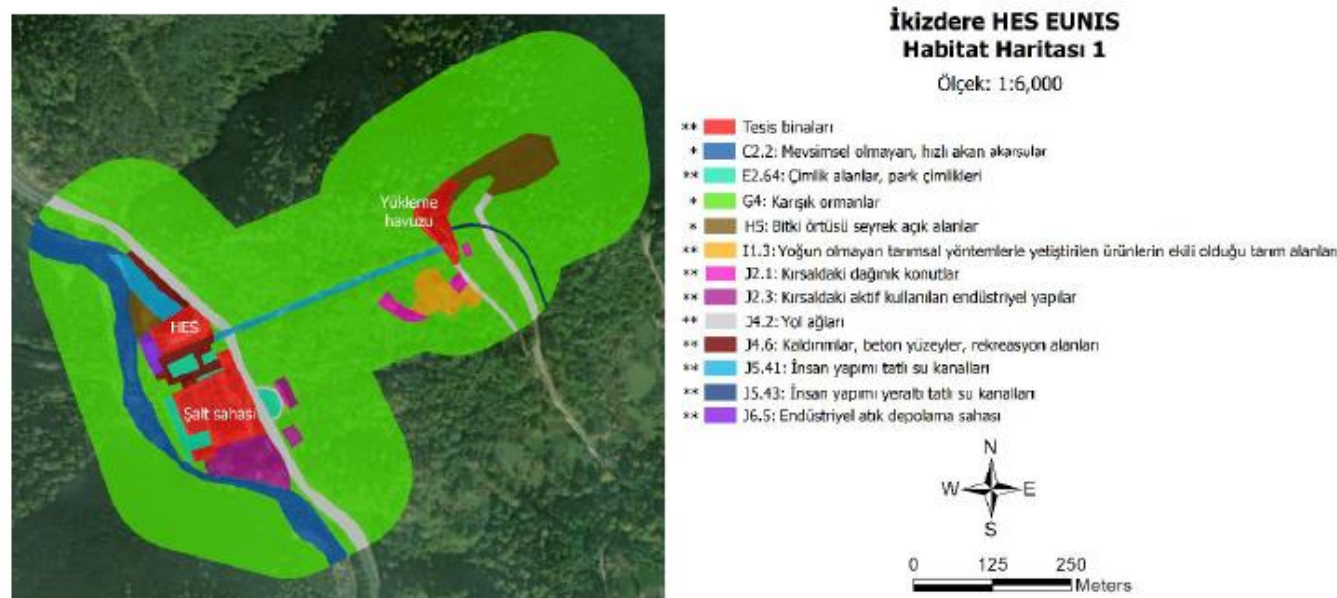 İkizdere HES EUNIS
Habitat Haritası 1
Ölçek: 1:6,000
** Tesis binaları
* C2.2: Mevsimsel olmayan, hızlı akan akarsular
** E2.64: Çimlik alanlar, park çimlikleri
* G4: Karışık ormanlar
* H5: Bitki örtüsü seyrek açık alanlar
** I1.3: Yoğun olmayan tarımsal yöntemlerle yetiştirilen ürünlerin ekili olduğu tarım alanları
** J2.1: Kırsaldaki dağınık konutlar
** J2.3: Kırsaldaki aktif kullanılan endüstriyel yapılar
** J4.2: Yol ağları
** J4.6: Kaldırımlar, beton yüzeyler, rekreasyon alanları
** J5.41: İnsan yapımı tatlı su kanalları
** J5.43: İnsan yapımı yeraltı tatlı su kanalları
** J6.5: Endüstriyel atık depolama sahası
Yükleme
havuzu
HES
Şalt sahası
N
W E
S
0 125 250
Meters